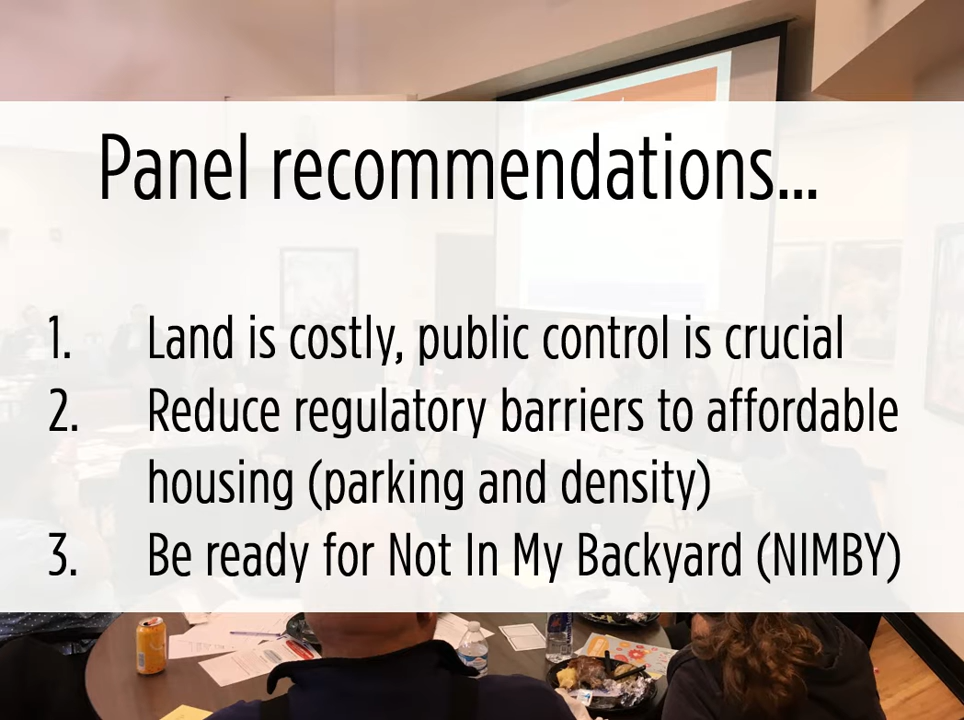 Panel recommendations...
1. Land is costly, public control is crucial
2. Reduce regulatory barriers to affordable
housing (parking and density)
3. Be ready for Not In My Backyard (NIMBY)